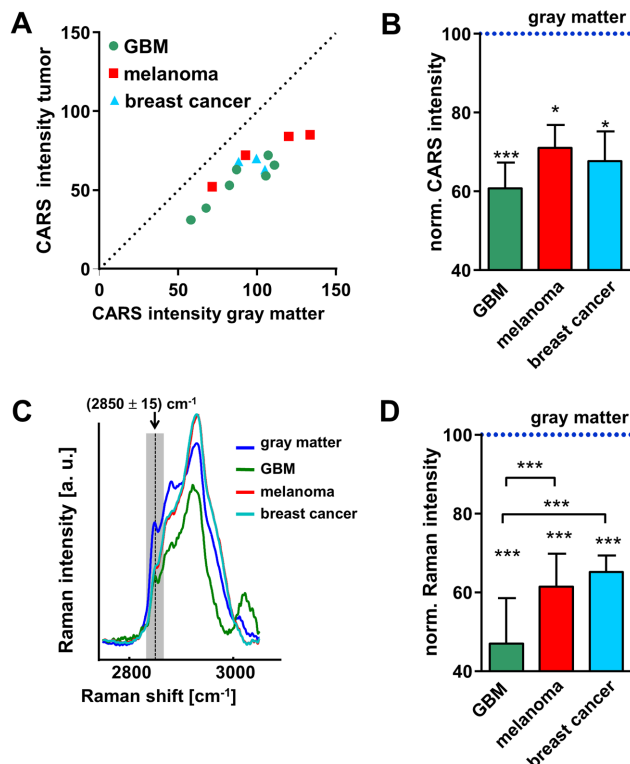 A
CARS intensity tumor
150
100
50
0
GBM
melanoma
breast cancer
0
50
100
150
CARS intensity gray matter
B
gray matter
norm. CARS intensity
100
80
60
40
***
*
*
GBM
melanoma
breast cancer
C
(2850 ± 15) cm⁻¹
Raman intensity [a. u.]
gray matter
GBM
melanoma
breast cancer
2800
3000
Raman shift [cm⁻¹]
D
gray matter
norm. Raman intensity
100
80
60
40
***
***
***
***
***
GBM
melanoma
breast cancer